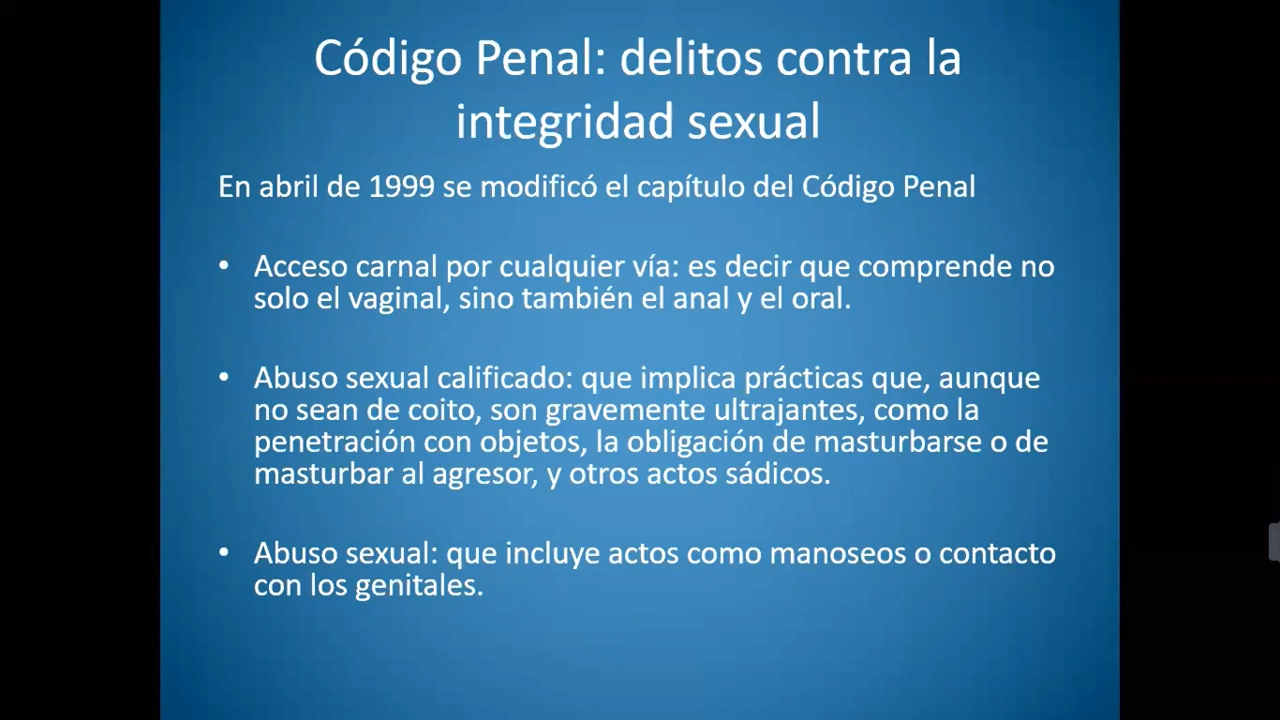 Código Penal: delitos contra la
integridad sexual
En abril de 1999 se modificó el capítulo del Código Penal
• Acceso carnal por cualquier vía: es decir que comprende no
solo el vaginal, sino también el anal y el oral.
• Abuso sexual calificado: que implica prácticas que, aunque
no sean de coito, son gravemente ultrajantes, como la
penetración con objetos, la obligación de masturbarse o de
masturbar al agresor, y otros actos sádicos.
• Abuso sexual: que incluye actos como manoseos o contacto
con los genitales.